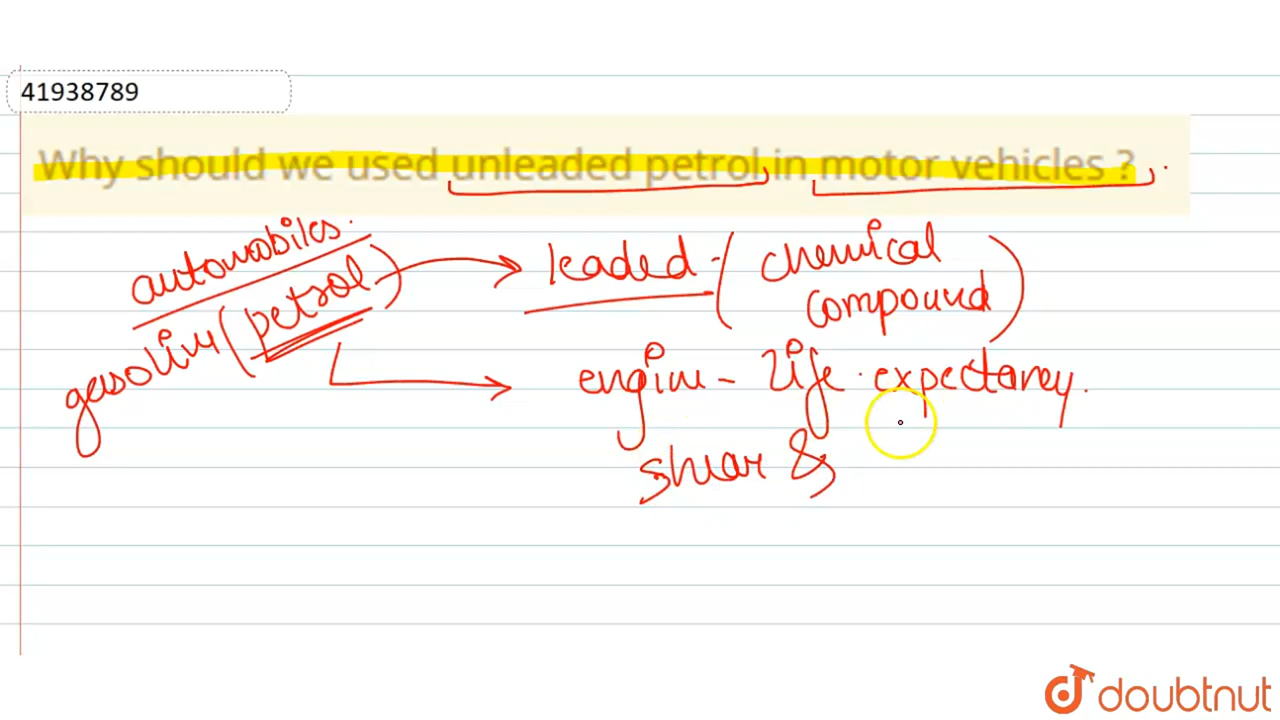 41938789
Why should we used unleaded petrol in motor vehicles ?
automobiles.
gasoline (petrol)
leaded - (chemical
compound)
engine - life expectancy.
shear &
doubtnut